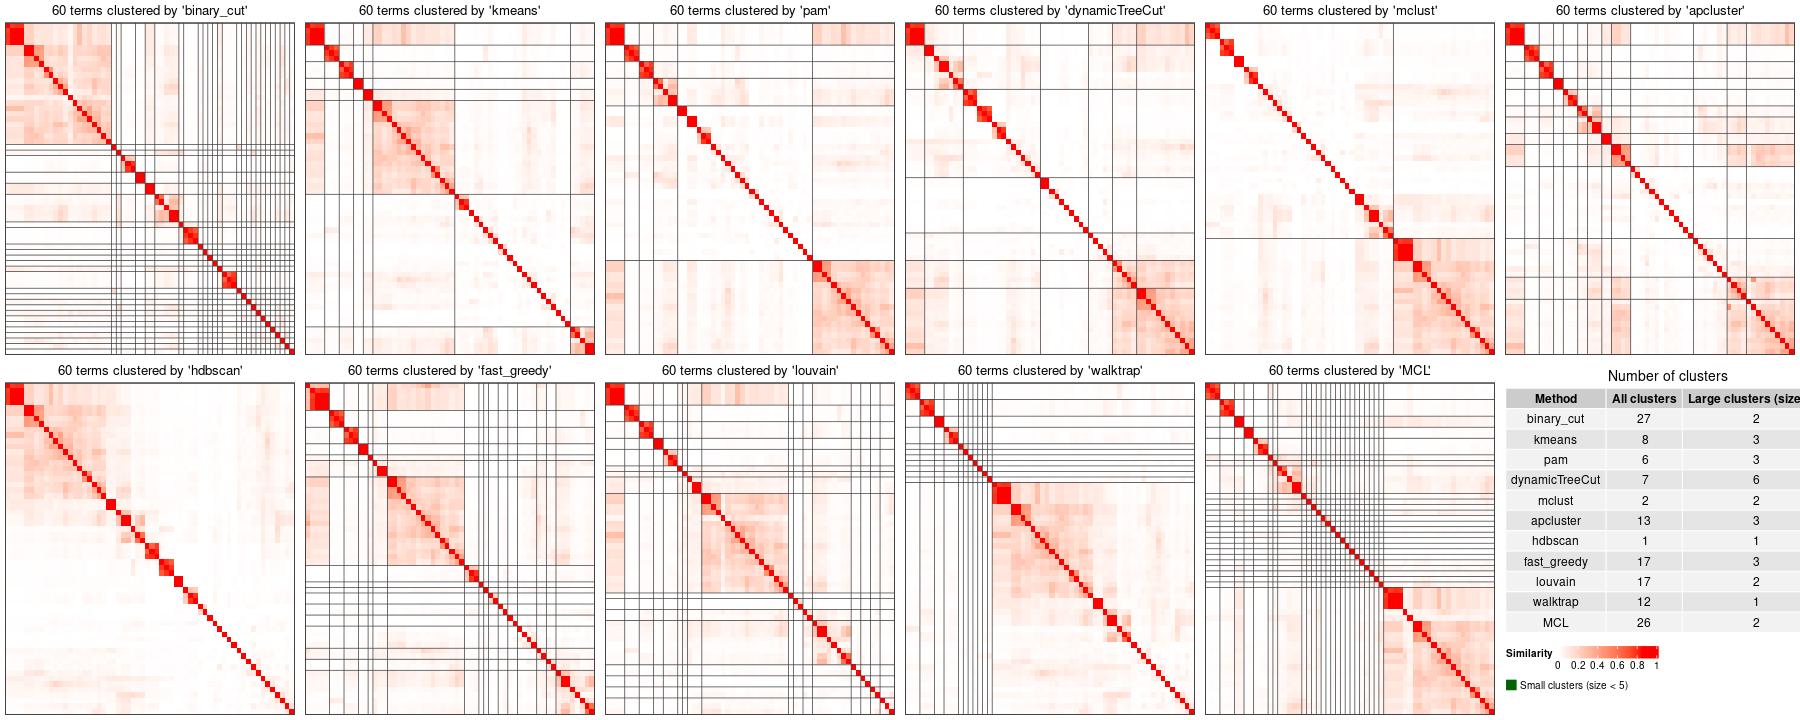 60 terms clustered by 'binary_cut'
60 terms clustered by 'kmeans'
60 terms clustered by 'pam'
60 terms clustered by 'dynamicTreeCut'
60 terms clustered by 'mclust'
60 terms clustered by 'apcluster'
60 terms clustered by 'hdbscan'
60 terms clustered by 'fast_greedy'
60 terms clustered by 'louvain'
60 terms clustered by 'walktrap'
60 terms clustered by 'MCL'
Number of clusters
Method All clusters Large clusters (size
binary_cut 27 2
kmeans 8 3
pam 6 3
dynamicTreeCut 7 6
mclust 2 2
apcluster 13 3
hdbscan 1 1
fast_greedy 17 3
louvain 17 2
walktrap 12 1
MCL 26 2
Similarity
0 0.2 0.4 0.6 0.8 1
Small clusters (size < 5)